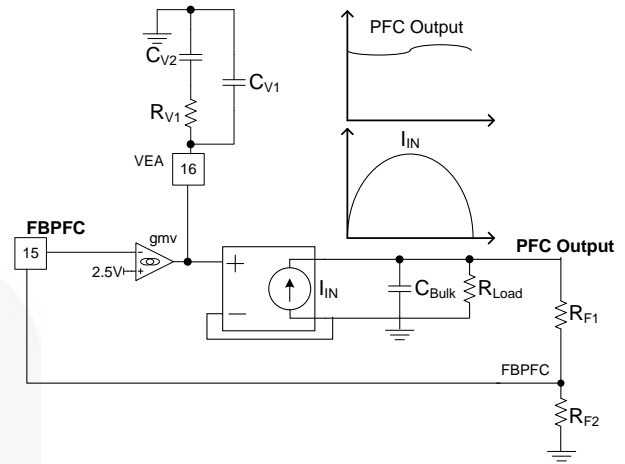 PFC Output
CV2
CV1
RV1
IIN
VEA
16
FBPFC
15
gmv
2.5V
PFC Output
IIN
CBulk
RLoad
RF1
FBPFC
RF2